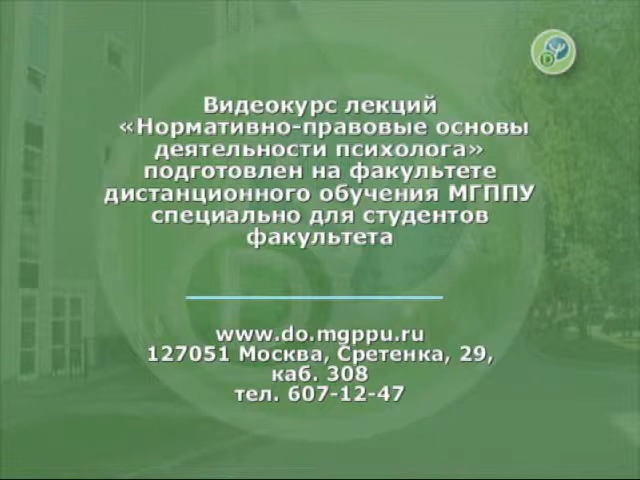 Видеокурс лекций
«Нормативно-правовые основы
деятельности психолога»
подготовлен на факультете
дистанционного обучения МГППУ
специально для студентов
факультета
www.do.mgppu.ru
127051 Москва, Сретенка, 29,
каб. 308
тел. 607-12-47
D
D